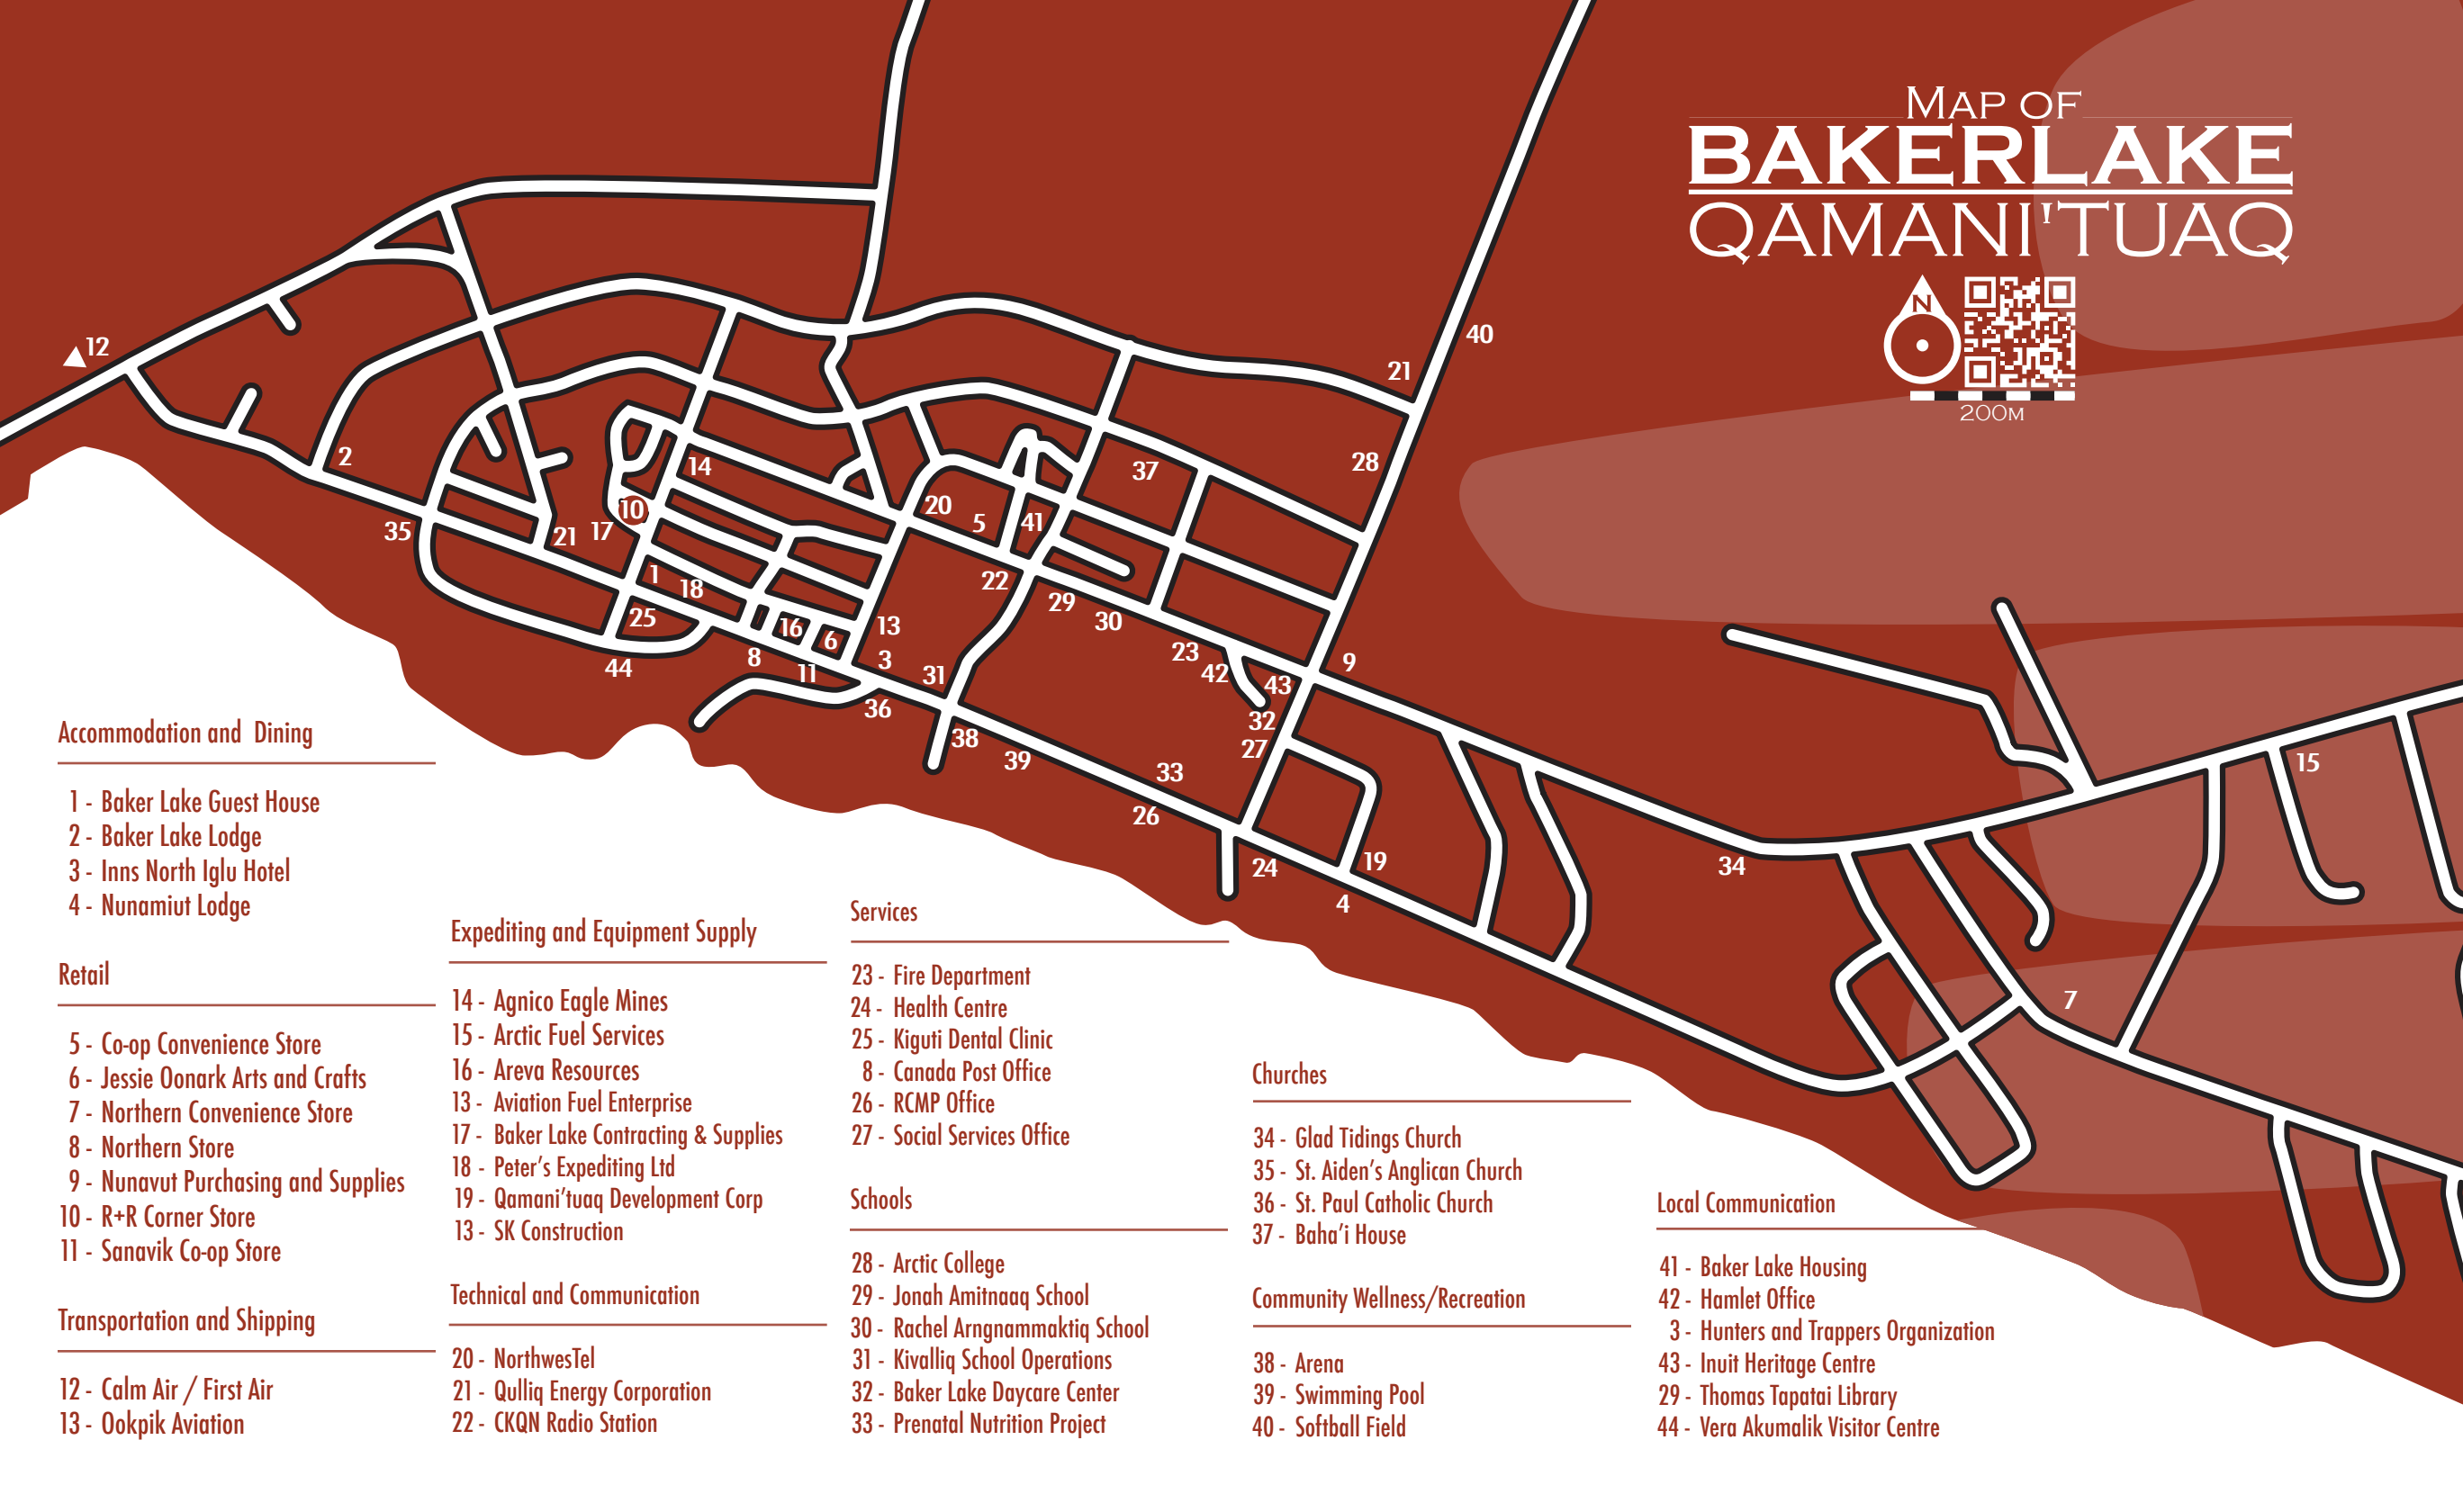 MAP OF
BAKERLAKE
QAMANI'TUAQ
N
200M
12
40
21
2
28
14
37
10
20
5
41
35
21
17
22
1
18
29
25
30
16
13
6
23
44
8
3
9
11
31
42
43
36
32
38
27
39
33
15
26
24
19
34
4
7
Accommodation and Dining
1 - Baker Lake Guest House
2 - Baker Lake Lodge
3 - Inns North Iglu Hotel
4 - Nunamiut Lodge
Retail
5 - Co-op Convenience Store
6 - Jessie Oonark Arts and Crafts
7 - Northern Convenience Store
8 - Northern Store
9 - Nunavut Purchasing and Supplies
10 - R+R Corner Store
11 - Sanavik Co-op Store
Transportation and Shipping
12 - Calm Air / First Air
13 - Ookpik Aviation
Expediting and Equipment Supply
14 - Agnico Eagle Mines
15 - Arctic Fuel Services
16 - Areva Resources
13 - Aviation Fuel Enterprise
17 - Baker Lake Contracting & Supplies
18 - Peter's Expediting Ltd
19 - Qamani'tuaq Development Corp
13 - SK Construction
Technical and Communication
20 - NorthwesTel
21 - Qulliq Energy Corporation
22 - CKQN Radio Station
Services
23 - Fire Department
24 - Health Centre
25 - Kiguti Dental Clinic
8 - Canada Post Office
26 - RCMP Office
27 - Social Services Office
Schools
28 - Arctic College
29 - Jonah Amitnaaq School
30 - Rachel Arngnammaktiq School
31 - Kivalliq School Operations
32 - Baker Lake Daycare Center
33 - Prenatal Nutrition Project
Churches
34 - Glad Tidings Church
35 - St. Aiden's Anglican Church
36 - St. Paul Catholic Church
37 - Baha'i House
Community Wellness/Recreation
38 - Arena
39 - Swimming Pool
40 - Softball Field
Local Communication
41 - Baker Lake Housing
42 - Hamlet Office
3 - Hunters and Trappers Organization
43 - Inuit Heritage Centre
29 - Thomas Tapatai Library
44 - Vera Akumalik Visitor Centre